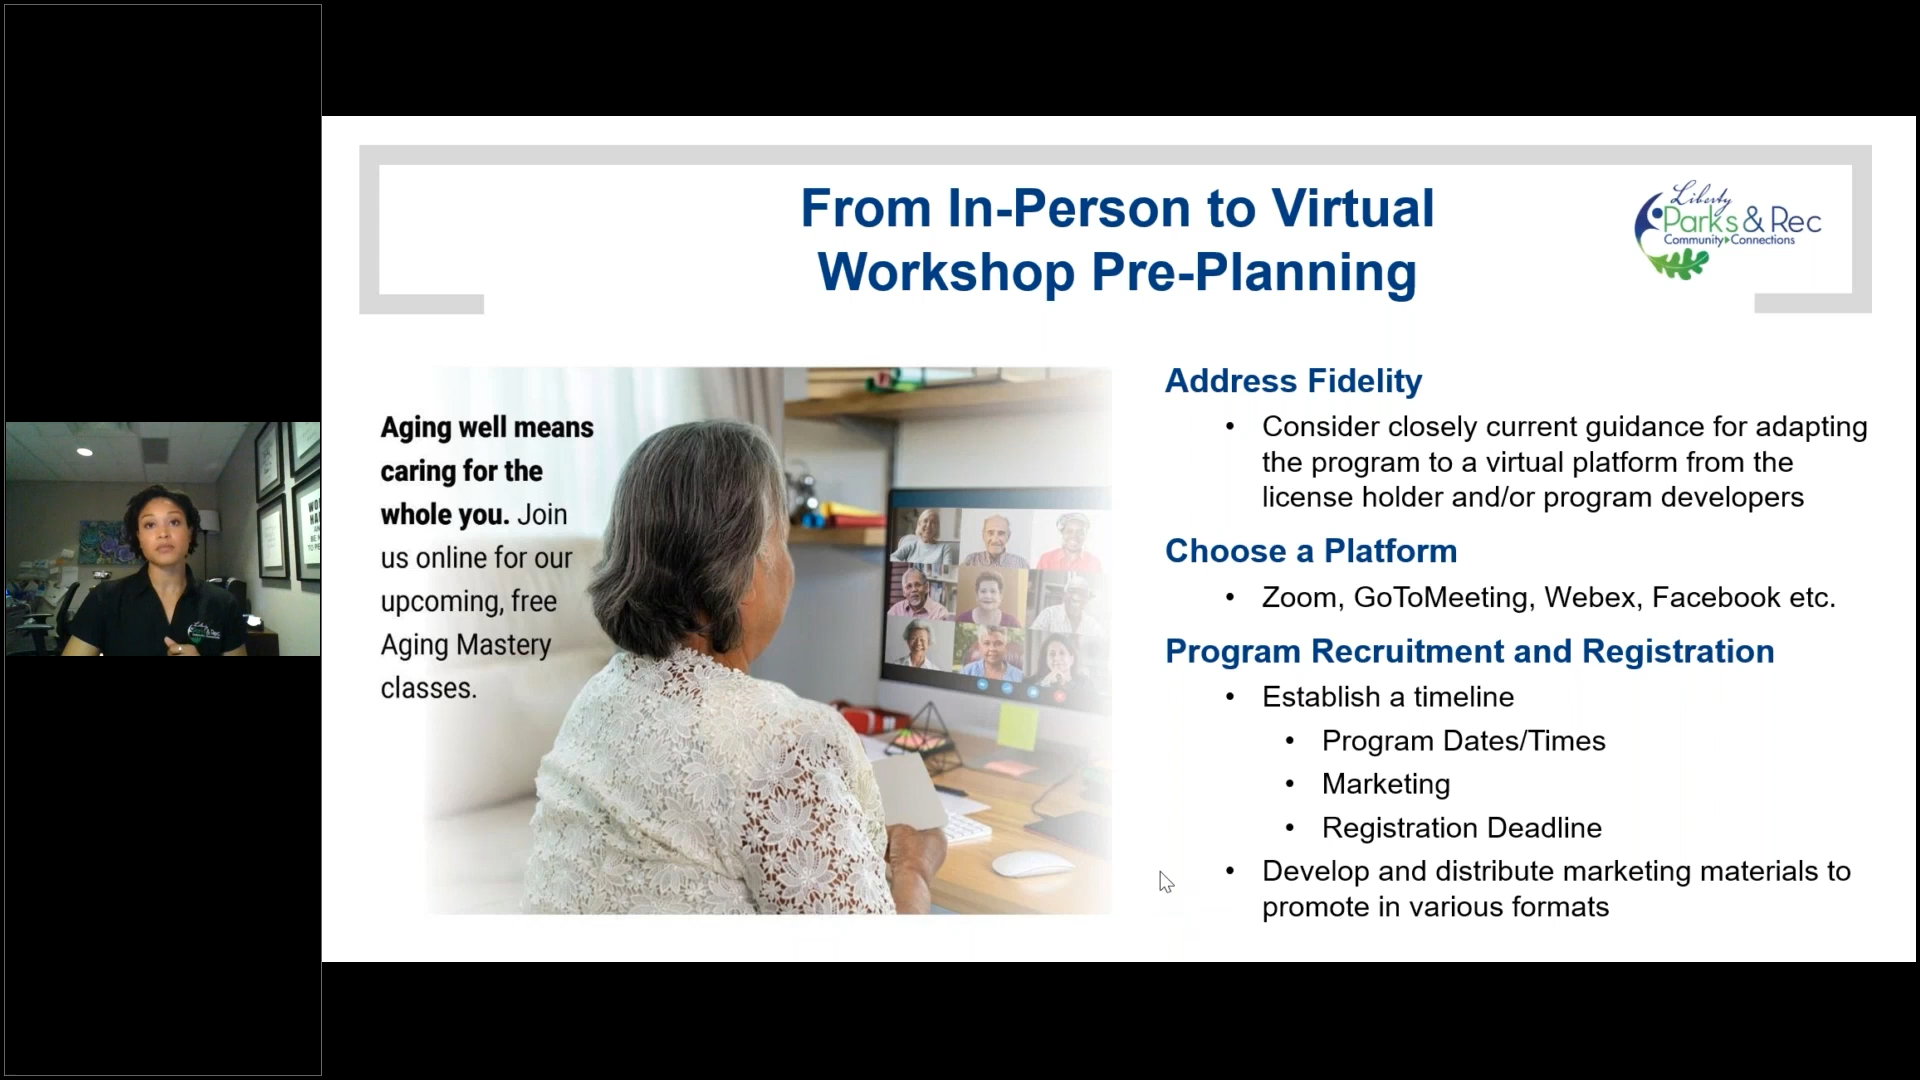 From In-Person to Virtual
Workshop Pre-Planning
Liberty
Parks & Rec
Community Connections
Aging well means
caring for the
whole you. Join
us online for our
upcoming, free
Aging Mastery
classes.
Address Fidelity
• Consider closely current guidance for adapting
the program to a virtual platform from the
license holder and/or program developers
Choose a Platform
• Zoom, GoToMeeting, Webex, Facebook etc.
Program Recruitment and Registration
• Establish a timeline
• Program Dates/Times
• Marketing
• Registration Deadline
• Develop and distribute marketing materials to
promote in various formats